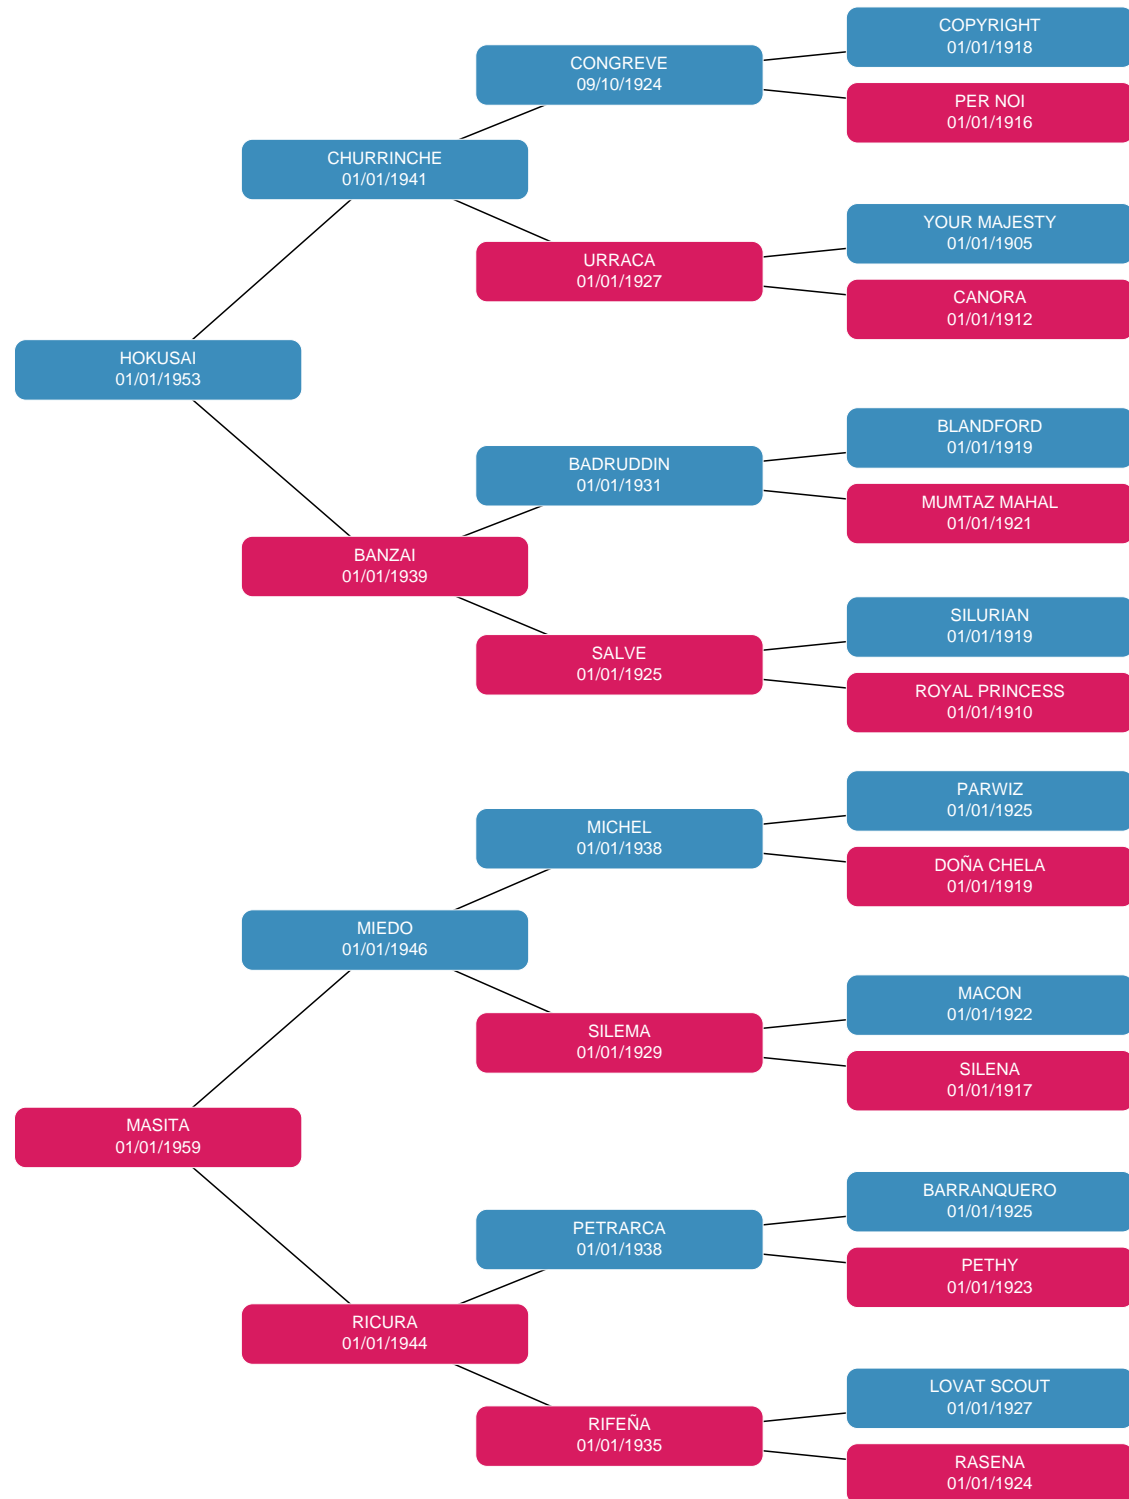 COPYRIGHT
01/01/1918
CONGREVE
09/10/1924
PER NOI
01/01/1916
CHURRINCHE
01/01/1941
YOUR MAJESTY
01/01/1905
URRACA
01/01/1927
CANORA
01/01/1912
HOKUSAI
01/01/1953
BLANDFORD
01/01/1919
BADRUDDIN
01/01/1931
MUMTAZ MAHAL
01/01/1921
BANZAI
01/01/1939
SILURIAN
01/01/1919
SALVE
01/01/1925
ROYAL PRINCESS
01/01/1910
PARWIZ
01/01/1925
MICHEL
01/01/1938
DOÑA CHELA
01/01/1919
MIEDO
01/01/1946
MACON
01/01/1922
SILEMA
01/01/1929
SILENA
01/01/1917
MASITA
01/01/1959
BARRANQUERO
01/01/1925
PETRARCA
01/01/1938
PETHY
01/01/1923
RICURA
01/01/1944
LOVAT SCOUT
01/01/1927
RIFEÑA
01/01/1935
RASENA
01/01/1924